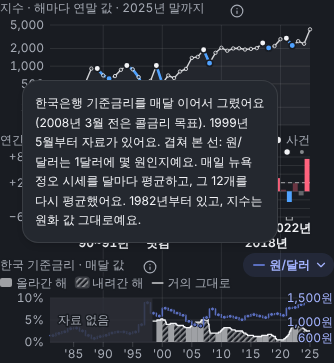 지수 · 해마다 연말 값 · 2025년 말까지
5,000
2,000
1,000
한국은행 기준금리를 매달 이어서 그렸어요
(2008년 3월 전은 콜금리 목표). 1999년
5월부터 자료가 있어요. 겹쳐 본 선: 원/
달러는 1달러에 몇 원인지예요. 매일 뉴욕
정오 시세를 달마다 평균하고, 그 12개를
다시 평균했어요. 1982년부터 있고, 지수는
원화 값 그대로예요.
연간
사건
+2
2022년
2018년
한국 기준금리 · 매달 값
원/달러
올라간 해 내려간 해 거의 그대로
10%
5%
0%
자료 없음
1,500원
1,000원
600원
'85 '90 '95 '00 '05 '10 '15 '20 '25